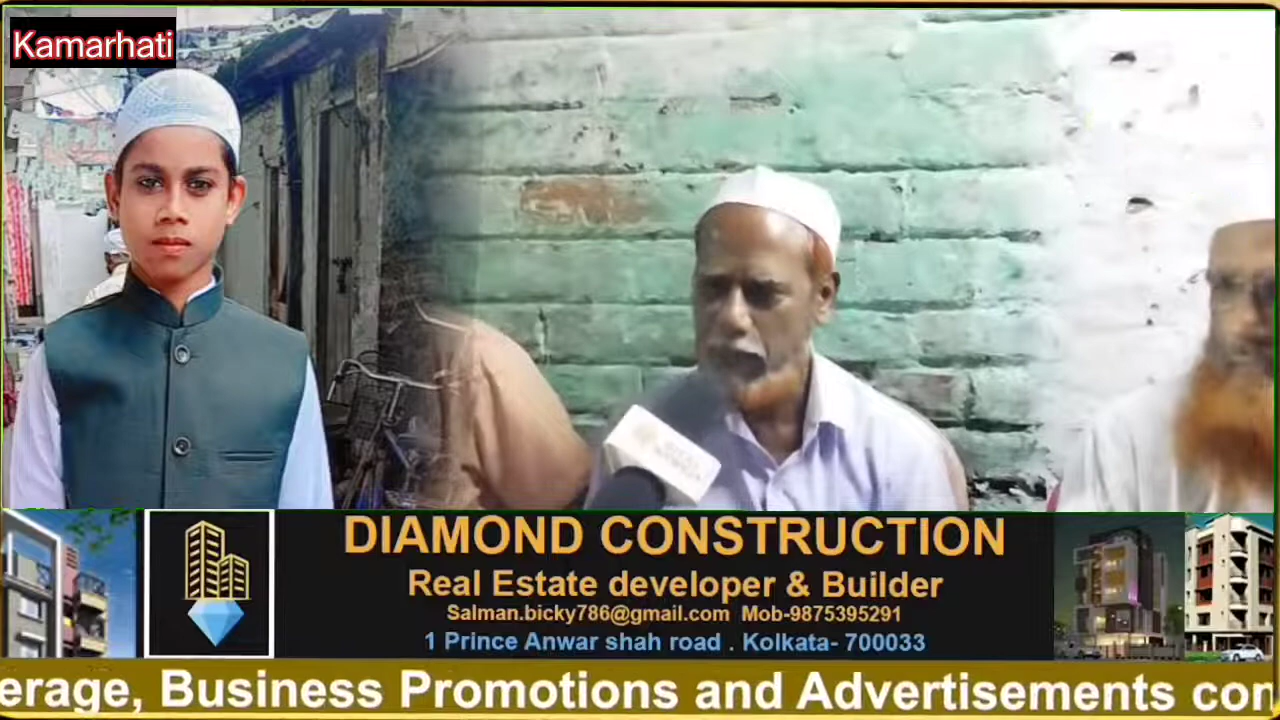 Kamarhati
DIAMOND CONSTRUCTION
Real Estate developer & Builder
Salman.bicky786@gmail.com Mob-9875395291
1 Prince Anwar shah road . Kolkata- 700033
erage, Business Promotions and Advertisements con